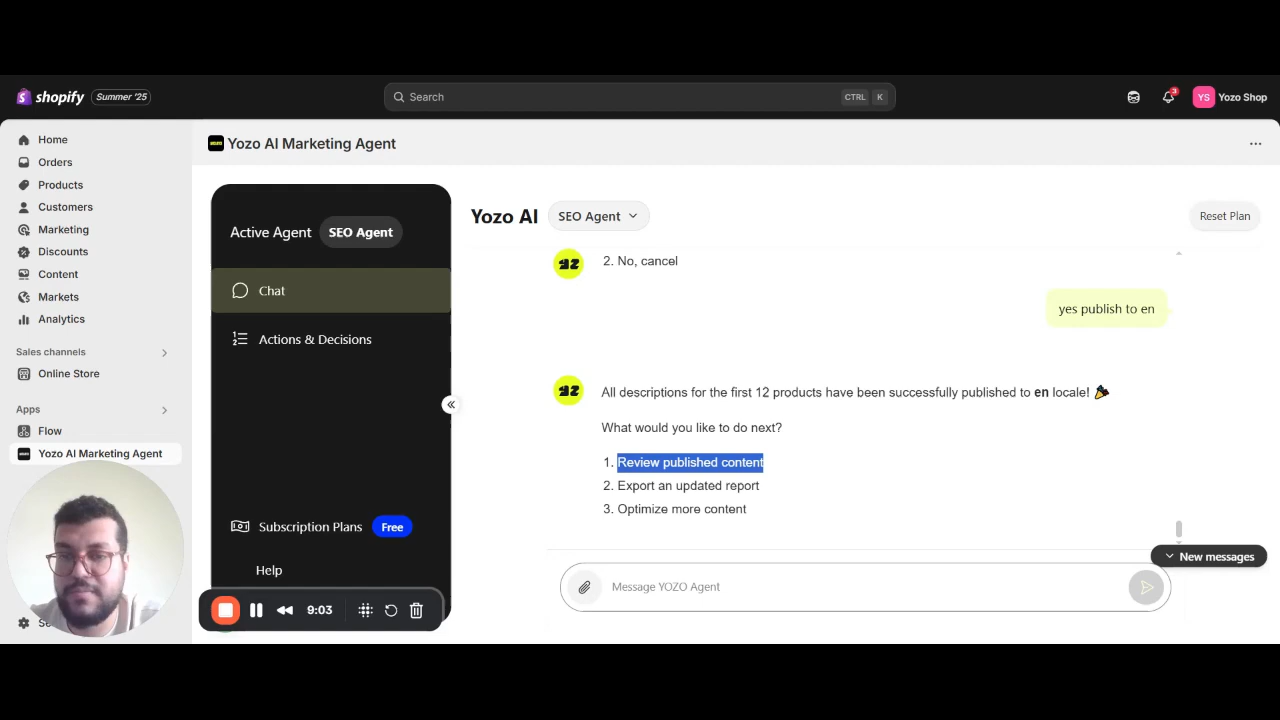 shopify Summer '25
Search
CTRL K
3
YS Yozo Shop
Home
Orders
Products
Customers
Marketing
Discounts
Content
Markets
Analytics
Sales channels
Online Store
Apps
Flow
Yozo AI Marketing Agent
Yozo AI Marketing Agent
Active Agent SEO Agent
Chat
Actions & Decisions
Subscription Plans Free
Help
9:03
Yozo AI SEO Agent
Reset Plan
2. No, cancel
yes publish to en
All descriptions for the first 12 products have been successfully published to en locale!
What would you like to do next?
1. Review published content
2. Export an updated report
3. Optimize more content
New messages
Message YOZO Agent